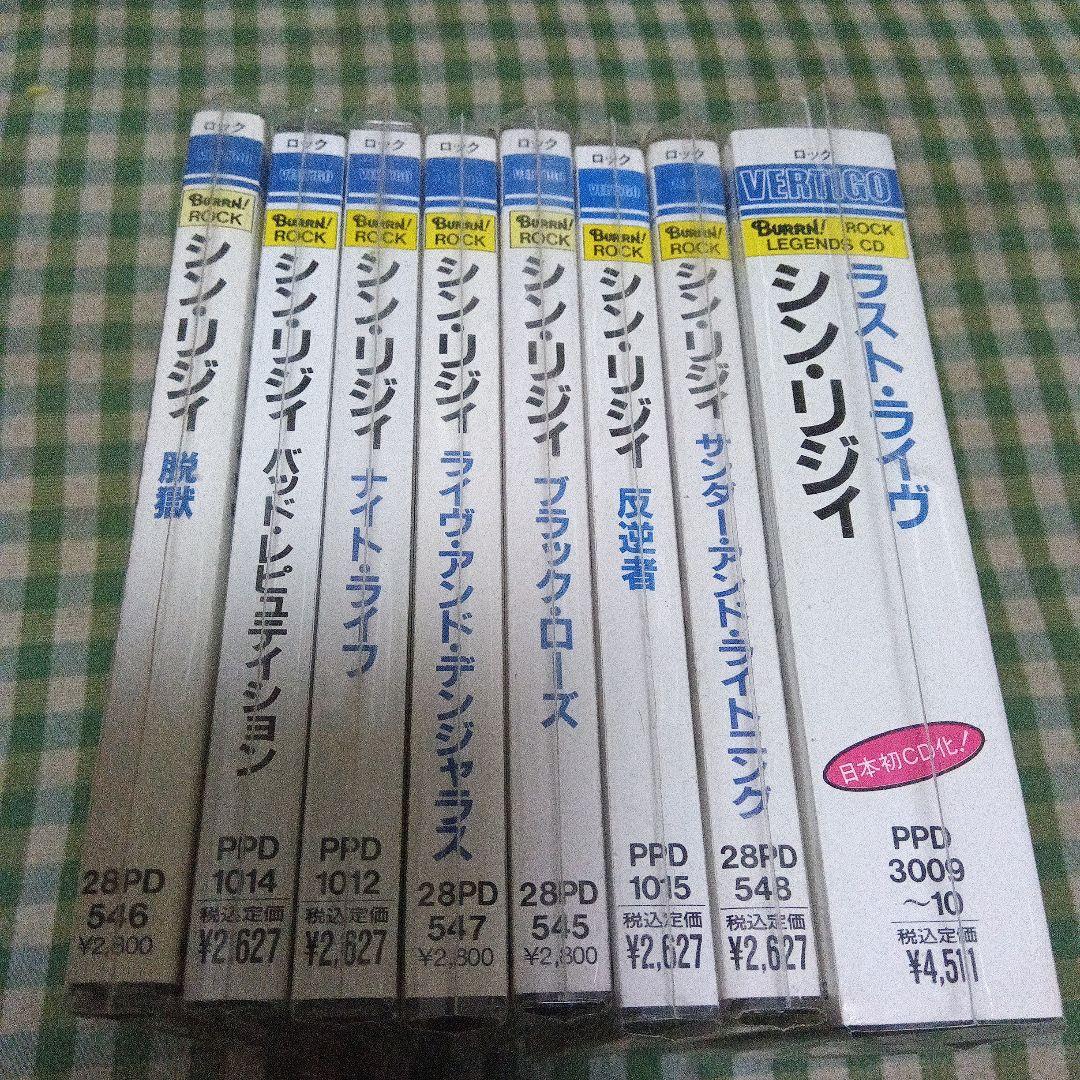 ロック
VERTIGO
BURRN!
ROCK
シン・リジィ
脱獄
28PD
546
¥2,800
ロック
VERTIGO
BURRN!
ROCK
シン・リジィ
バッド・レピュテイション
PPD
1014
税込定価
¥2,627
ロック
VERTIGO
BURRN!
ROCK
シン・リジィ
ナイト・ライフ
PPD
1012
税込定価
¥2,627
ロック
VERTIGO
BURRN!
ROCK
シン・リジィ
ライヴ・アンド・デンジャラス
28PD
547
¥2,800
ロック
VERTIGO
BURRN!
ROCK
シン・リジィ
ブラック・ローズ
28PD
545
¥2,800
ロック
BURRN!
ROCK
シン・リジィ
反逆者
PPD
1015
税込定価
¥2,627
ロック
VERTIGO
BURRN!
ROCK
シン・リジィ
サンダー・アンド・ライトニング
28PD
548
税込定価
¥2,627
ロック
VERTIGO
BURRN! ROCK
LEGENDS CD
ラスト・ライヴ
シン・リジィ
日本初CD化!
PPD
3009
〜10
税込定価
¥4,511